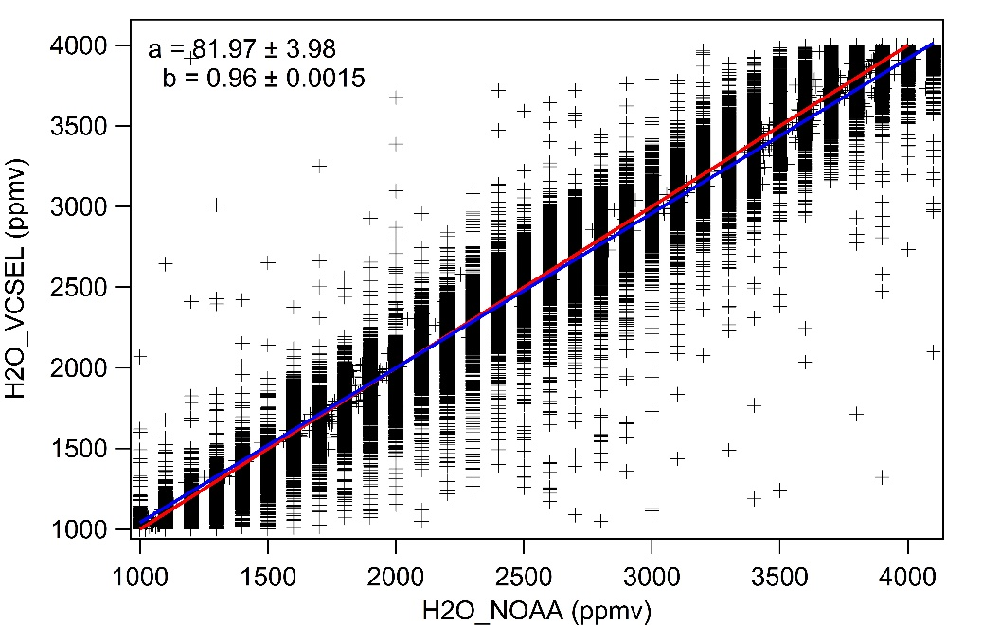 a = 81.97 ± 3.98
b = 0.96 ± 0.0015
4000
3500
3000
2500
2000
1500
1000
H2O_VCSEL (ppmv)
1000 1500 2000 2500 3000 3500 4000
H2O_NOAA (ppmv)